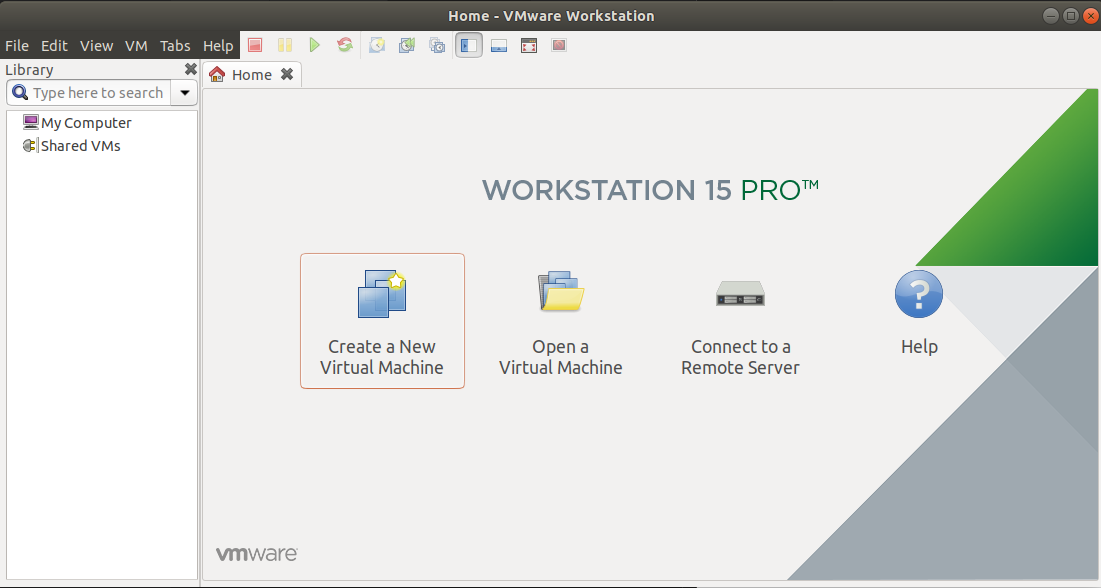 Home - VMware Workstation
File Edit View VM Tabs Help
Library
Home
Type here to search
My Computer
Shared VMs
WORKSTATION 15 PRO™
Create a New
Virtual Machine
Open a
Virtual Machine
Connect to a
Remote Server
Help
vmware